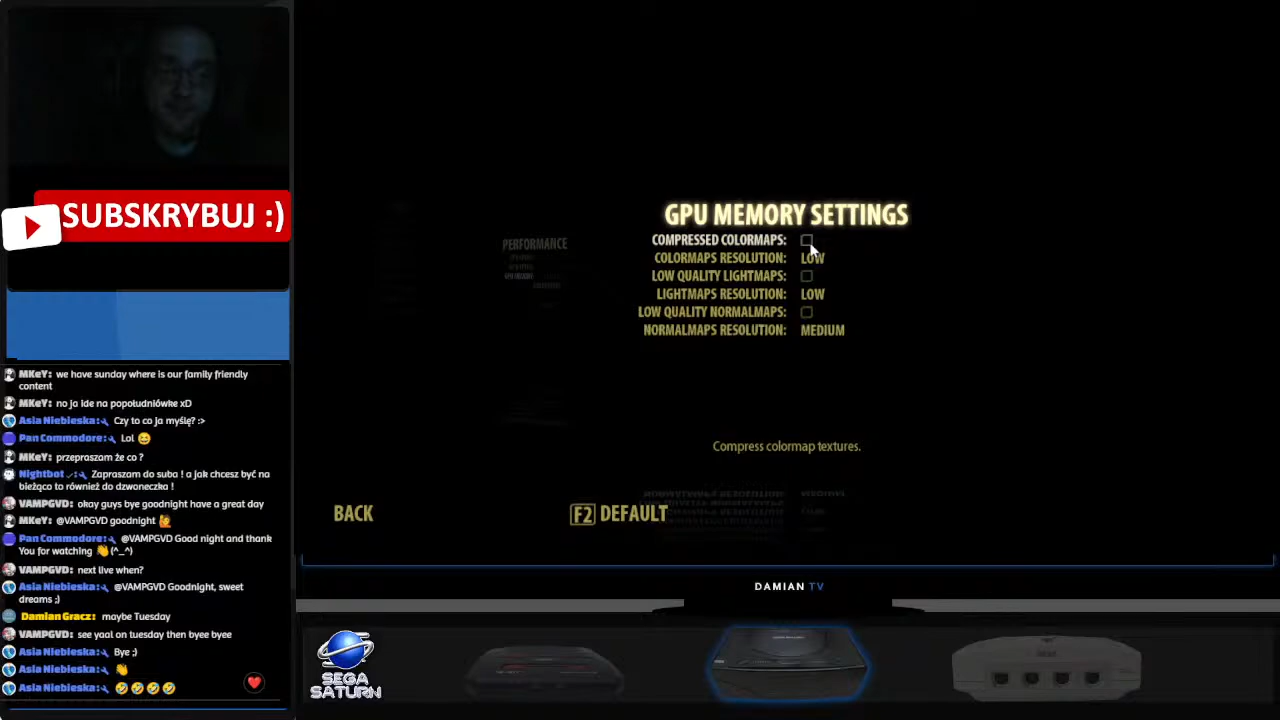 SUBSKRYBUJ :)
MKeY: we have sunday where is our family friendly
content
MKeY: no ja ide na popołudniówke xD
Asia Niebieska: Czy to co ja myślę? :>
Pan Commodore: Lol 😆
MKeY: przepraszam że co ?
Nightbot: Zapraszam do suba ! a jak chcesz być na
bieżąco to również do dzwoneczka !
VAMPGVD: okay guys bye goodnight have a great day
MKeY: @VAMPGVD goodnight 🙋
Pan Commodore: @VAMPGVD Good night and thank
You for watching 👋(^_^)
VAMPGVD: next live when?
Asia Niebieska: @VAMPGVD Goodnight, sweet
dreams ;)
Damian Gracz: maybe Tuesday
VAMPGVD: see yaal on tuesday then byee byee
Asia Niebieska: Bye ;)
Asia Niebieska: 👋
Asia Niebieska: 🤣🤣🤣🤣
PERFORMANCE
GPU MEMORY SETTINGS
COMPRESSED COLORMAPS:
COLORMAPS RESOLUTION: LOW
LOW QUALITY LIGHTMAPS:
LIGHTMAPS RESOLUTION: LOW
LOW QUALITY NORMALMAPS:
NORMALMAPS RESOLUTION: MEDIUM
Compress colormap textures.
BACK
F2 DEFAULT
DAMIAN TV
SEGA
SATURN